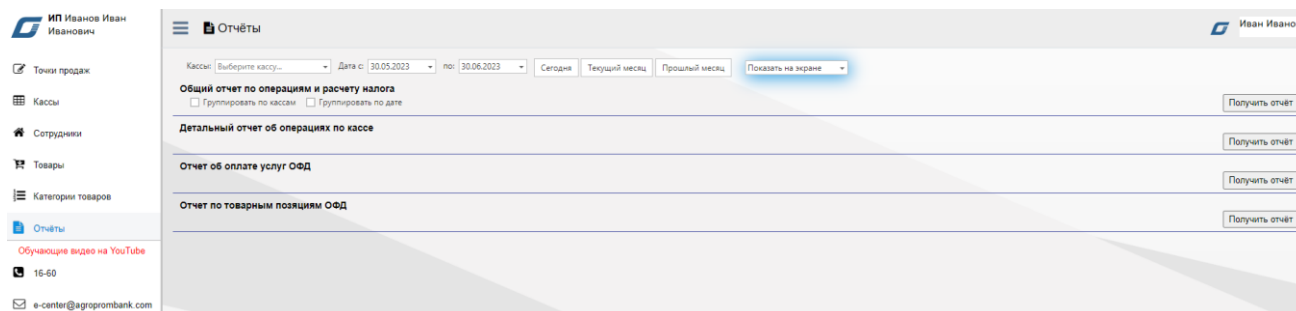 ИП Иванов Иван
Иванович
Отчёты
Иван Ивано
Точки продаж
Кассы
Сотрудники
Товары
Категории товаров
Отчёты
Обучающие видео на YouTube
16-60
e-center@agroprombank.com
Кассы: Выберите кассу... Дата с: 30.05.2023 по: 30.06.2023 Сегодня Текущий месяц Прошлый месяц Показать на экране
Общий отчет по операциям и расчету налога
Группировать по кассам Группировать по дате
Получить отчёт
Детальный отчет об операциях по кассе
Получить отчёт
Отчет об оплате услуг ОФД
Получить отчёт
Отчет по товарным позяциям ОФД
Получить отчёт